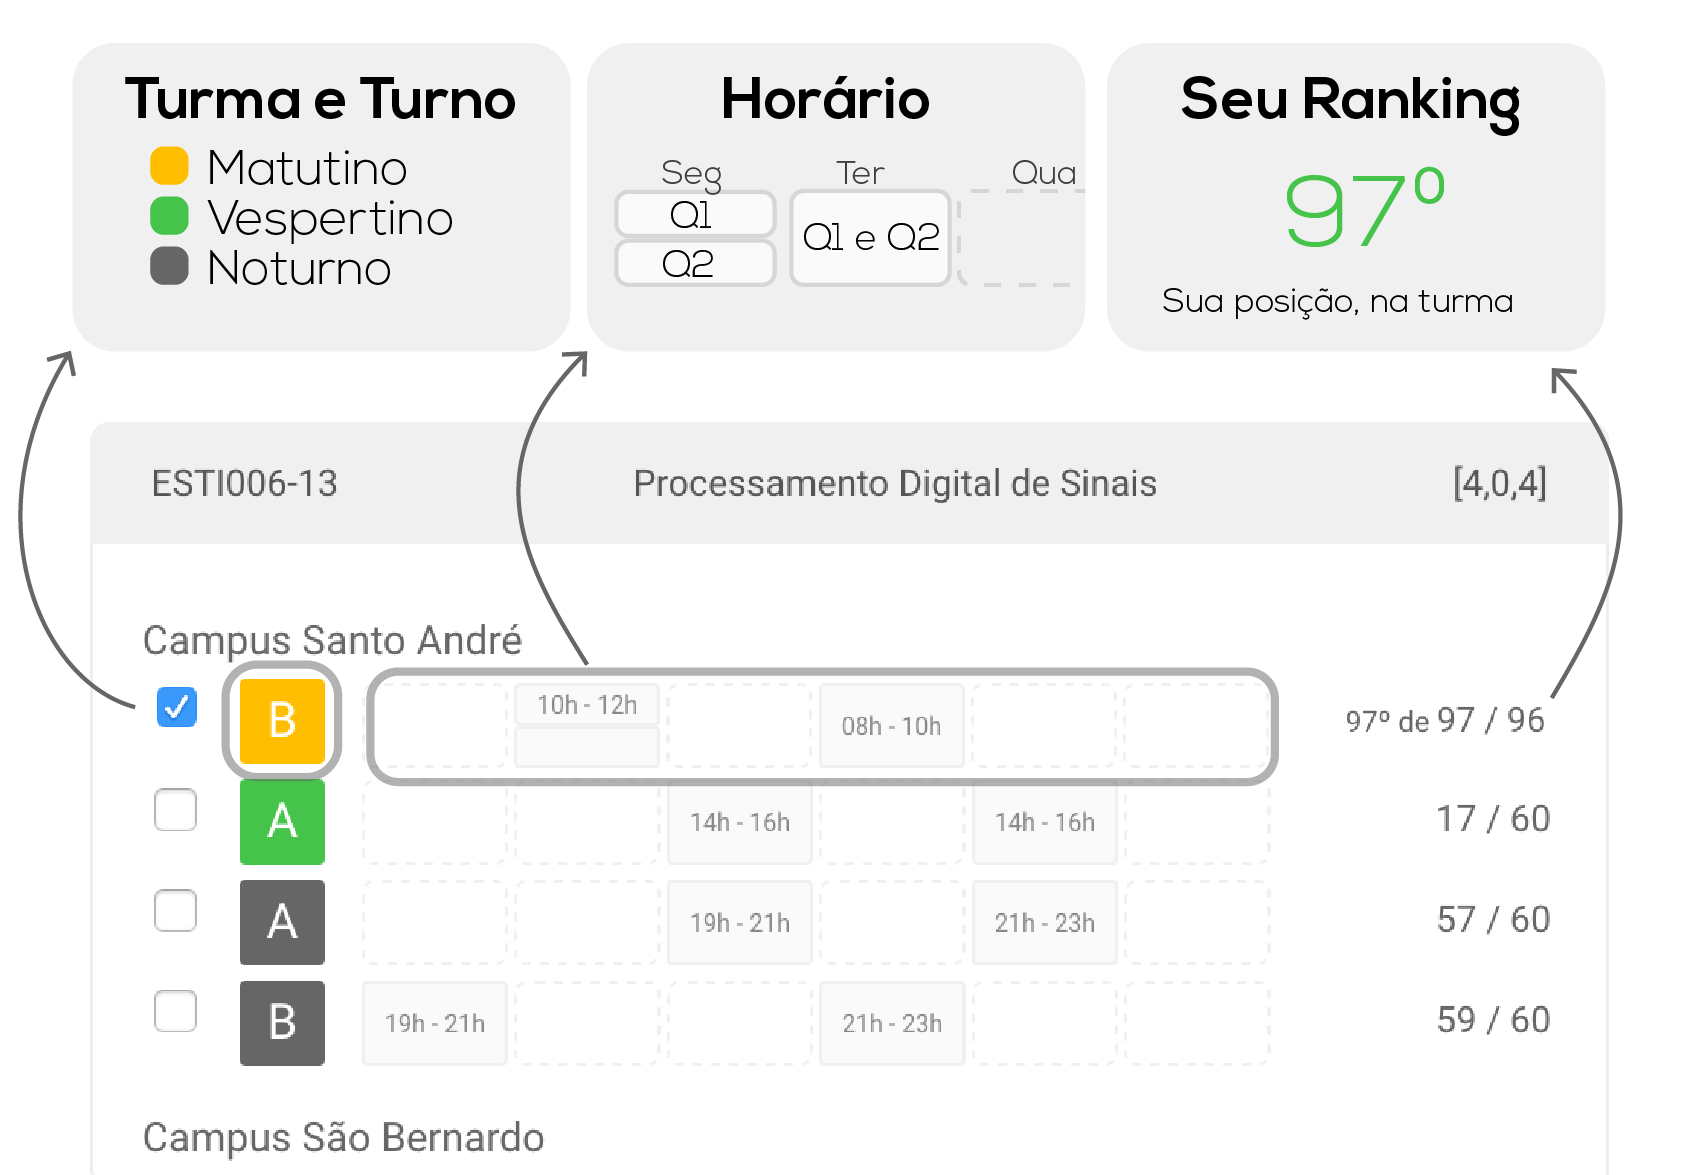 Turma e Turno
Matutino
Vespertino
Noturno
Horário
Seg
Ter
Qua
Q1
Q2
Q1 e Q2
Seu Ranking
97º
Sua posição, na turma
ESTI006-13
Processamento Digital de Sinais
[4,0,4]
Campus Santo André
B
10h - 12h
08h - 10h
97º de 97 / 96
A
14h - 16h
14h - 16h
17 / 60
A
19h - 21h
21h - 23h
57 / 60
B
19h - 21h
21h - 23h
59 / 60
Campus São Bernardo